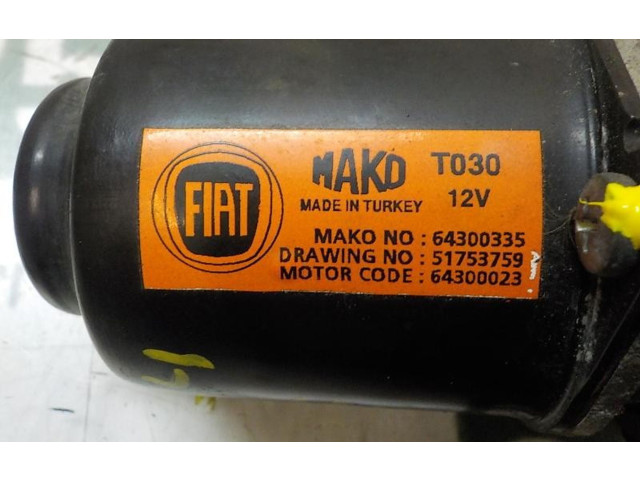 FIAT
MAKO T030
MADE IN TURKEY 12V
MAKO NO : 64300335
DRAWING NO : 51753759
MOTOR CODE : 64300023